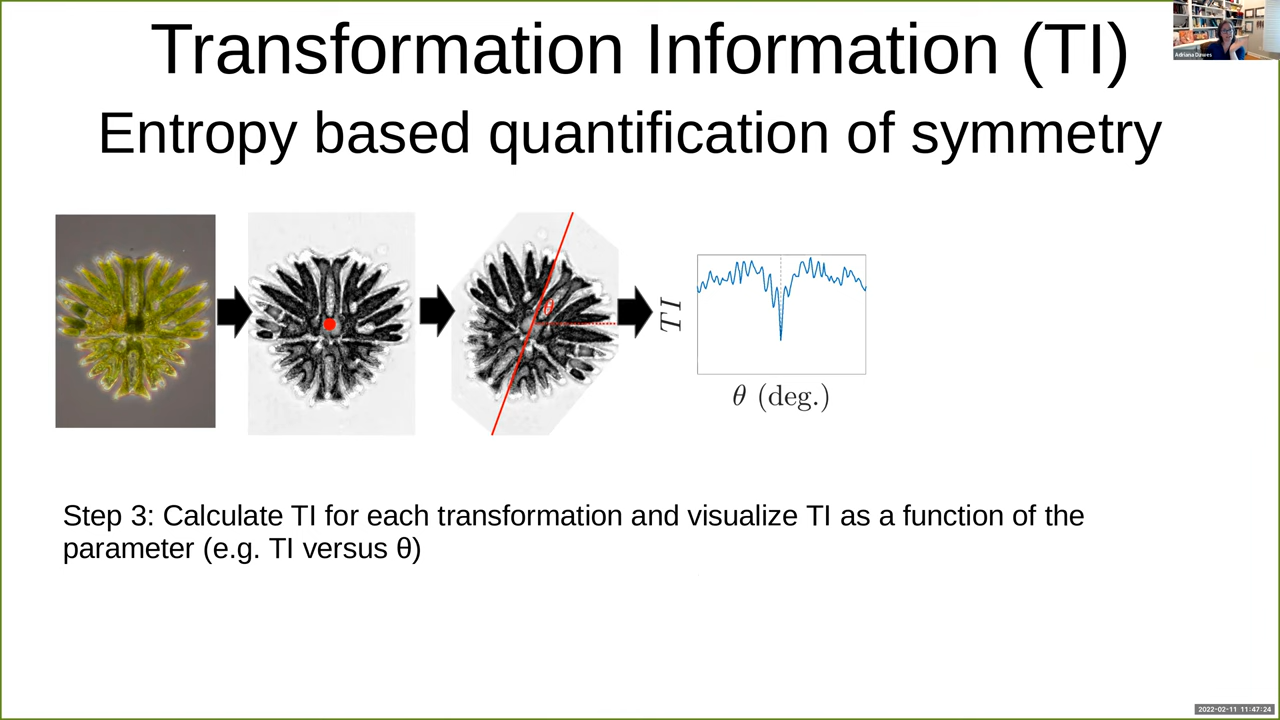 Transformation Information (TI)
Entropy based quantification of symmetry
Adriana Dawes
θ
TI
θ (deg.)
Step 3: Calculate TI for each transformation and visualize TI as a function of the
parameter (e.g. TI versus θ)
2022-02-11 11:47:24